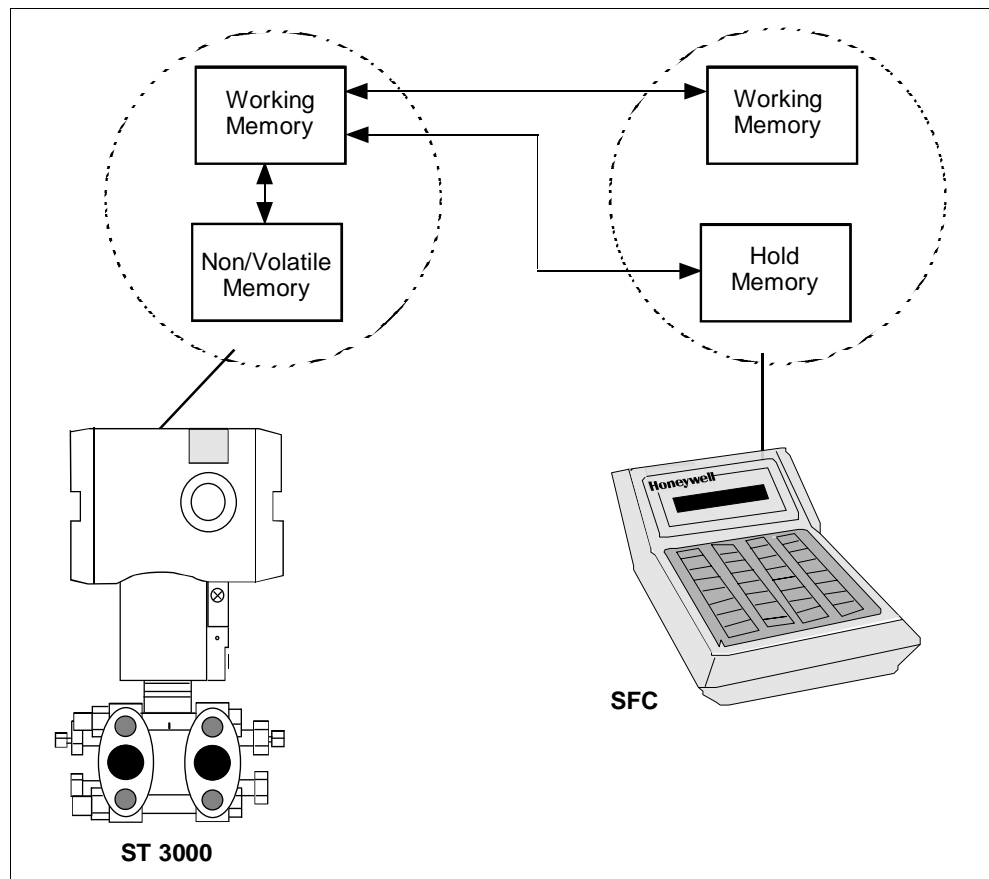 Working
Memory
Working
Memory
Non/Volatile
Memory
Hold
Memory
Honeywell
SFC
ST 3000